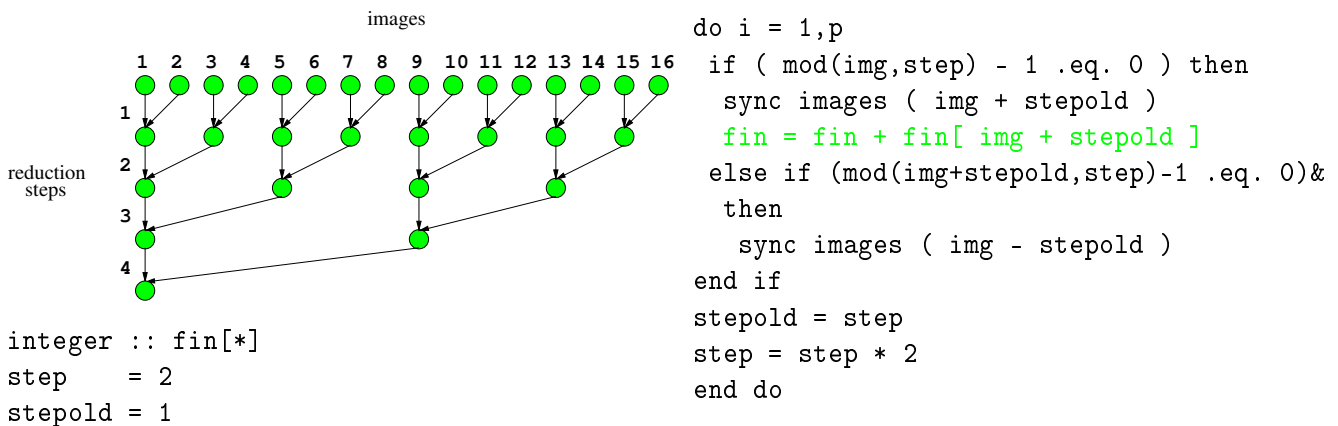 images
1 2 3 4 5 6 7 8 9 10 11 12 13 14 15 16
1
2
reduction
steps
3
4
integer :: fin[*]
step    = 2
stepold = 1
do i = 1,p
 if ( mod(img,step) - 1 .eq. 0 ) then
  sync images ( img + stepold )
  fin = fin + fin[ img + stepold ]
 else if (mod(img+stepold,step)-1 .eq. 0)&
  then
   sync images ( img - stepold )
end if
stepold = step
step = step * 2
end do